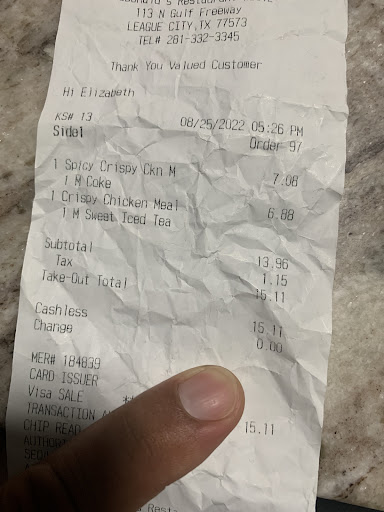 113 N Gulf Freeway
LEAGUE CITY,TX 77573
TEL# 281-332-3345
Thank You Valued Customer
Hi Elizabeth
KS# 13 08/25/2022 05:26 PM
Side1 Order 97
1 Spicy Crispy Ckn M 7.08
1 M Coke
1 Crispy Chicken Meal 6.88
1 M Sweet Iced Tea
Subtotal 13.96
Tax 1.15
Take-Out Total 15.11
Cashless 15.11
Change 0.00
MER# 184839
CARD ISSUER
Visa SALE
TRANSACTION 15.11
CHIP READ